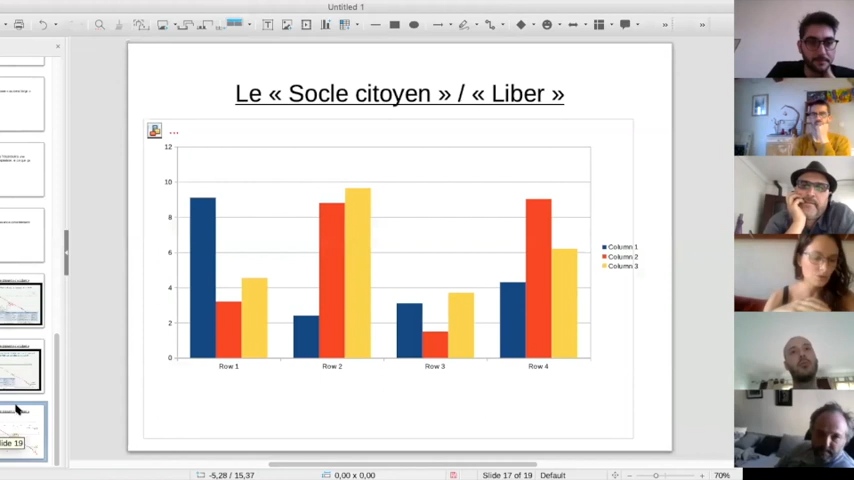 Untitled 1
Le « Socle citoyen » / « Liber »
12
10
8
6
4
2
0
Row 1
Row 2
Row 3
Row 4
Column 1
Column 2
Column 3
lide 19
-5,28 / 15,37
0,00 x 0,00
Slide 17 of 19
Default
70%